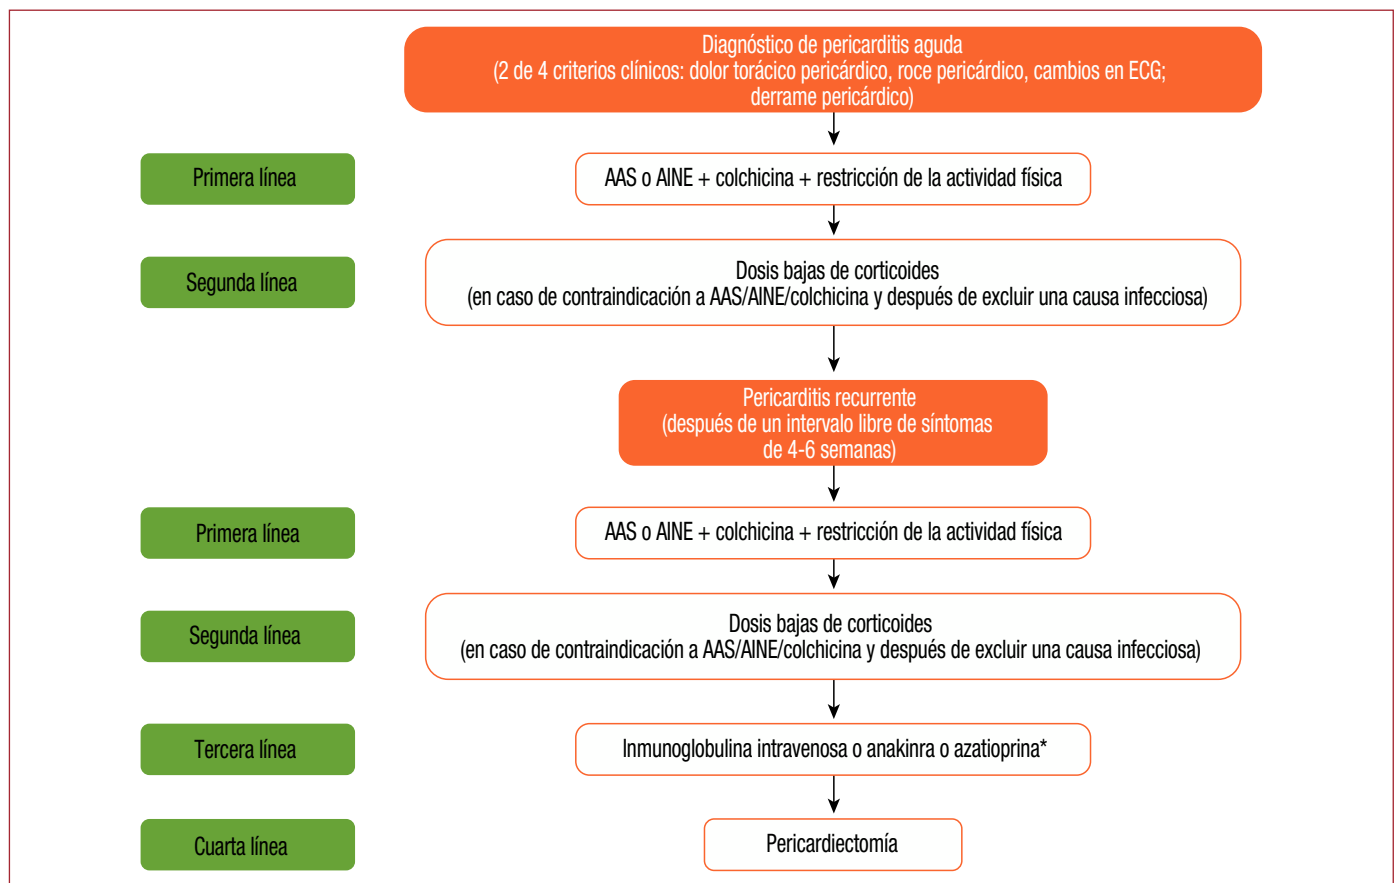 Diagnóstico de pericarditis aguda
(2 de 4 criterios clínicos: dolor torácico pericárdico, roce pericárdico, cambios en ECG;
derrame pericárdico)
Primera línea
AAS o AINE + colchicina + restricción de la actividad física
Segunda línea
Dosis bajas de corticoides
(en caso de contraindicación a AAS/AINE/colchicina y después de excluir una causa infecciosa)
Pericarditis recurrente
(después de un intervalo libre de síntomas
de 4-6 semanas)
Primera línea
AAS o AINE + colchicina + restricción de la actividad física
Segunda línea
Dosis bajas de corticoides
(en caso de contraindicación a AAS/AINE/colchicina y después de excluir una causa infecciosa)
Tercera línea
Inmunoglobulina intravenosa o anakinra o azatioprina*
Cuarta línea
Pericardiectomía